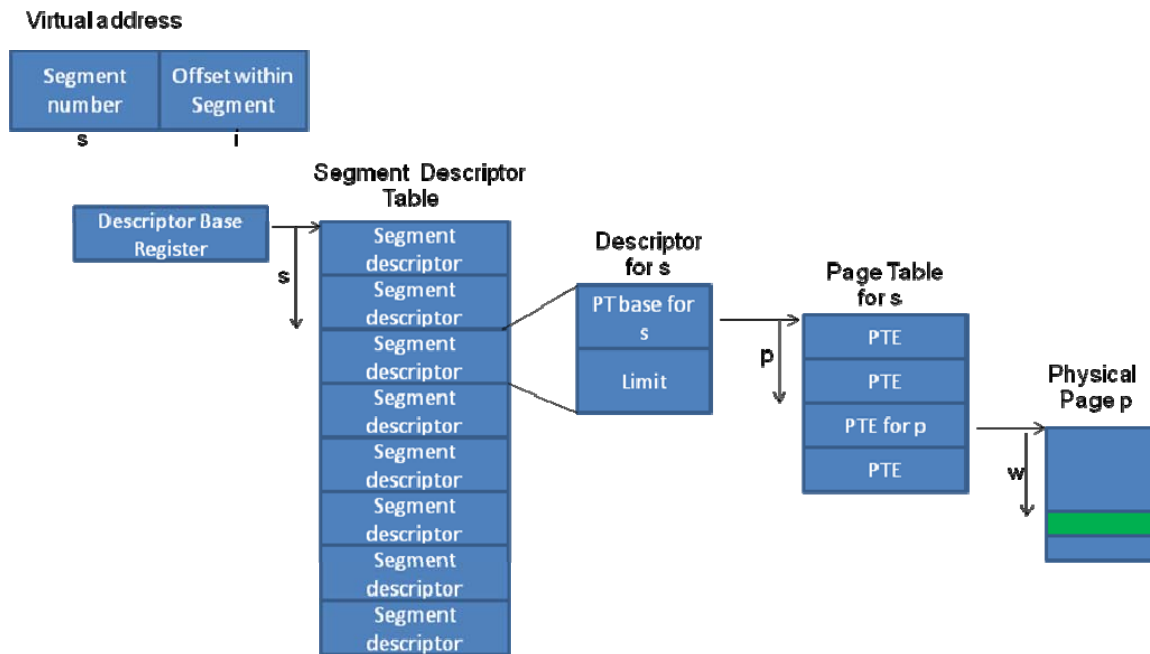 Virtual address
Segment
number
Offset within
Segment
s
i
Segment Descriptor
Table
Descriptor Base
Register
s
Segment
descriptor
Segment
descriptor
Segment
descriptor
Segment
descriptor
Segment
descriptor
Segment
descriptor
Segment
descriptor
Segment
descriptor
Descriptor
for s
PT base for
s
Limit
Page Table
for s
p
PTE
PTE
PTE for p
PTE
Physical
Page p
w